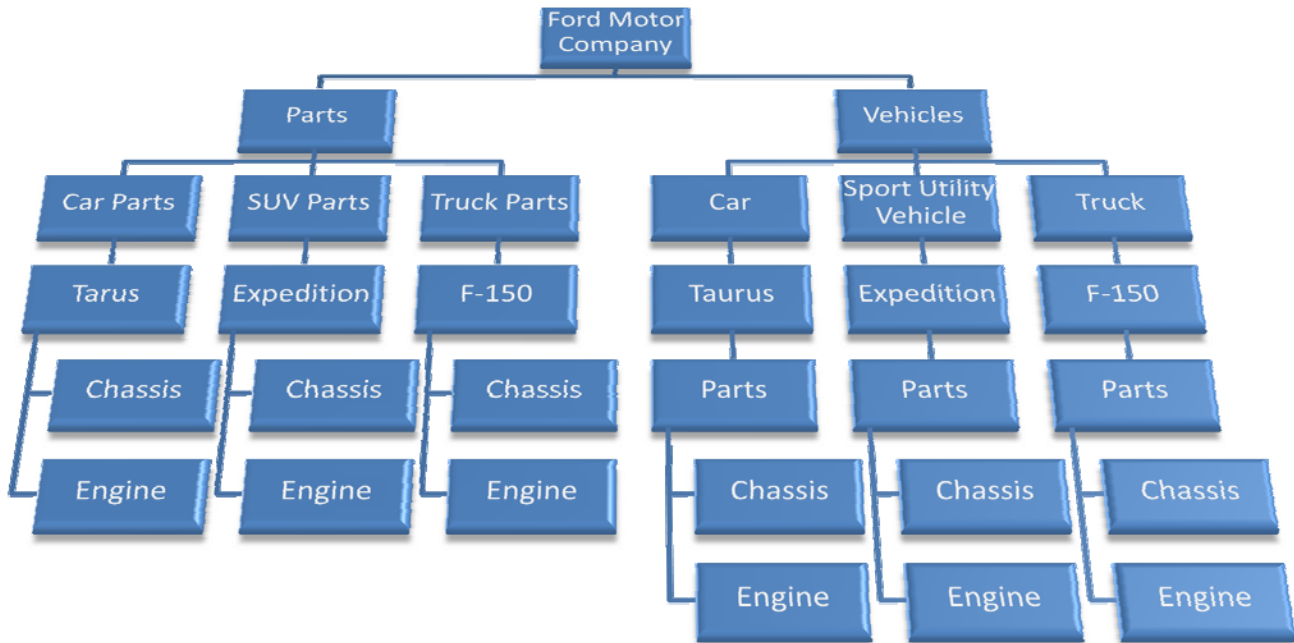 Ford Motor
Company
Parts
Vehicles
Car Parts
SUV Parts
Truck Parts
Car
Sport Utility
Vehicle
Truck
Tarus
Expedition
F-150
Taurus
Expedition
F-150
Chassis
Chassis
Chassis
Parts
Parts
Parts
Engine
Engine
Engine
Chassis
Chassis
Chassis
Engine
Engine
Engine